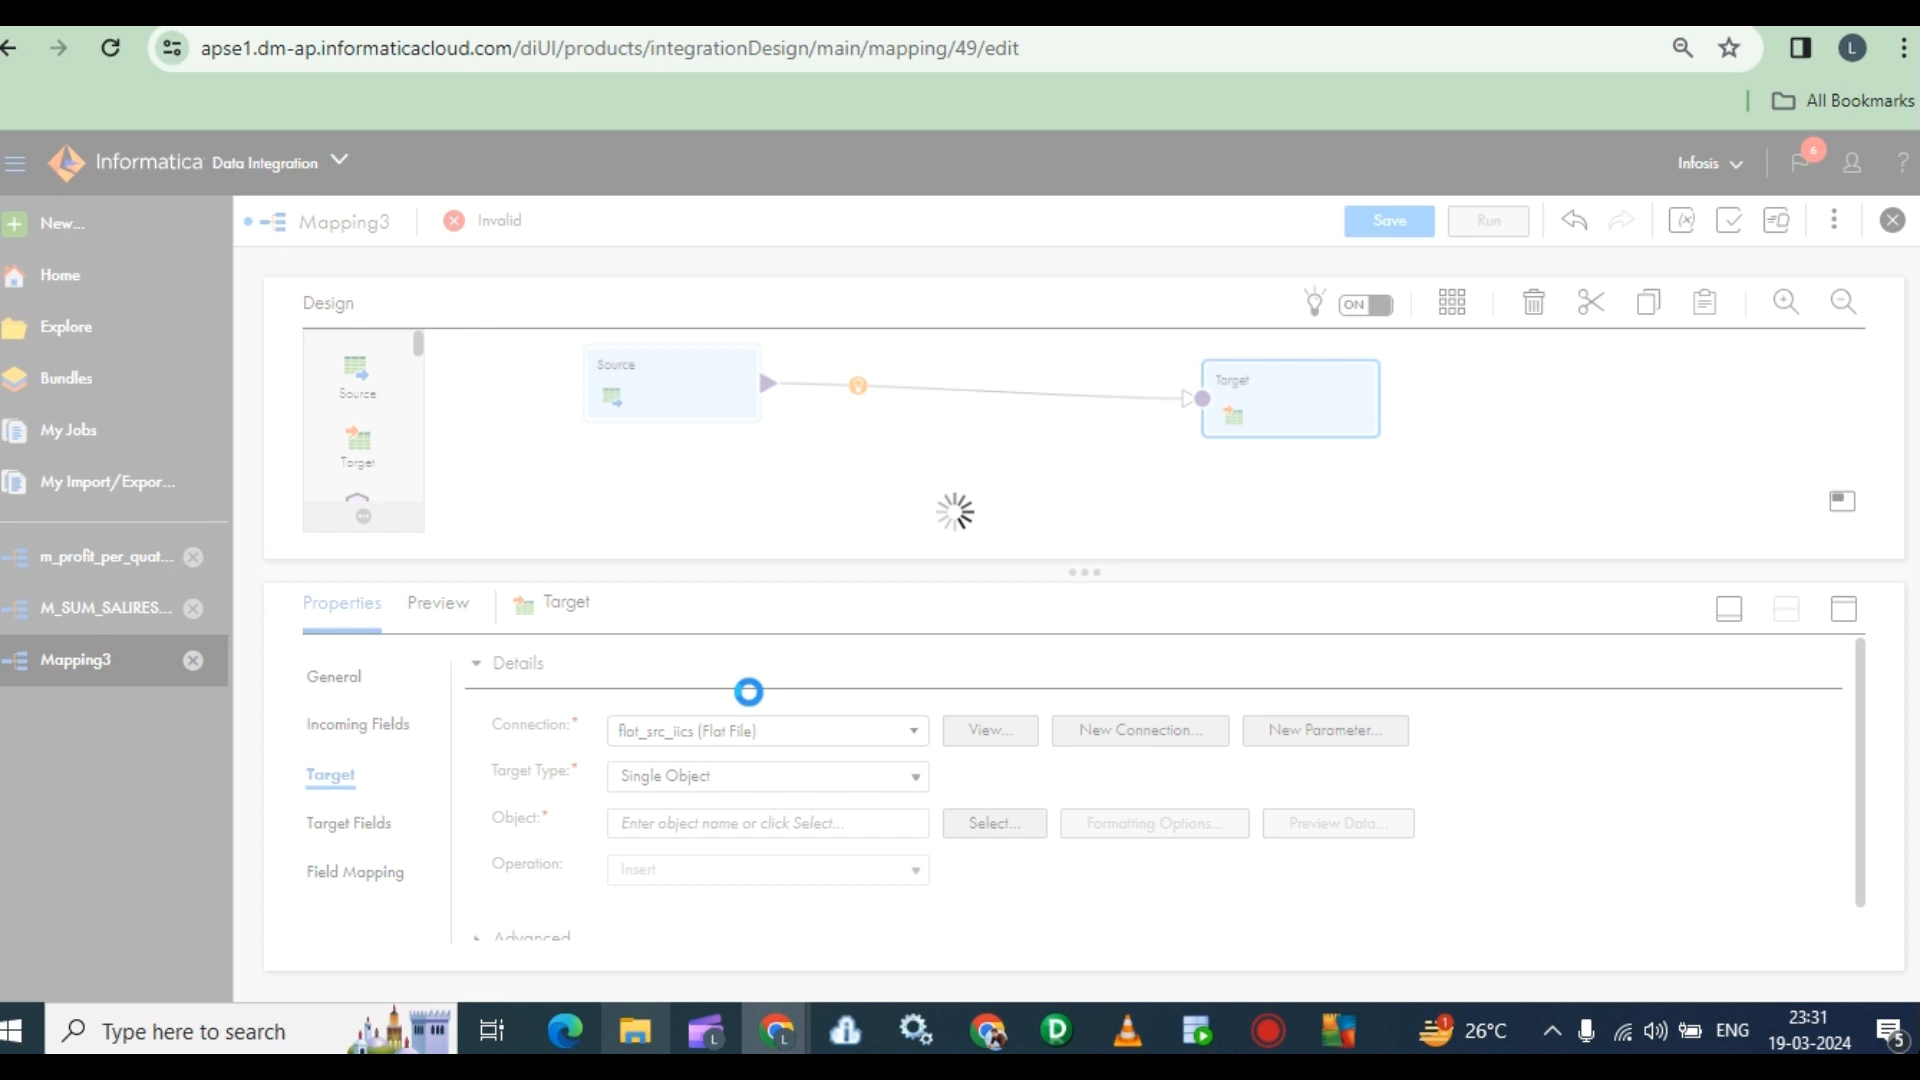 apse1.dm-ap.informaticacloud.com/diUI/products/integrationDesign/main/mapping/49/edit
L
All Bookmarks
Informatica Data Integration
Infosis
6
?
New...
Mapping3
Invalid
Save
Run
Home
Explore
Bundles
My Jobs
My Import/Expor...
m_profit_per_quat...
M_SUM_SALIRES...
Mapping3
Design
ON
Source
Target
Source
Target
Properties
Preview
Target
General
Incoming Fields
Target
Target Fields
Field Mapping
Details
Connection:*
flat_src_iics (Flat File)
View...
New Connection...
New Parameter...
Target Type:*
Single Object
Object:*
Enter object name or click Select...
Select...
Formatting Options...
Preview Data...
Operation:
Insert
Advanced
Type here to search
26°C
ENG
23:31
19-03-2024
5